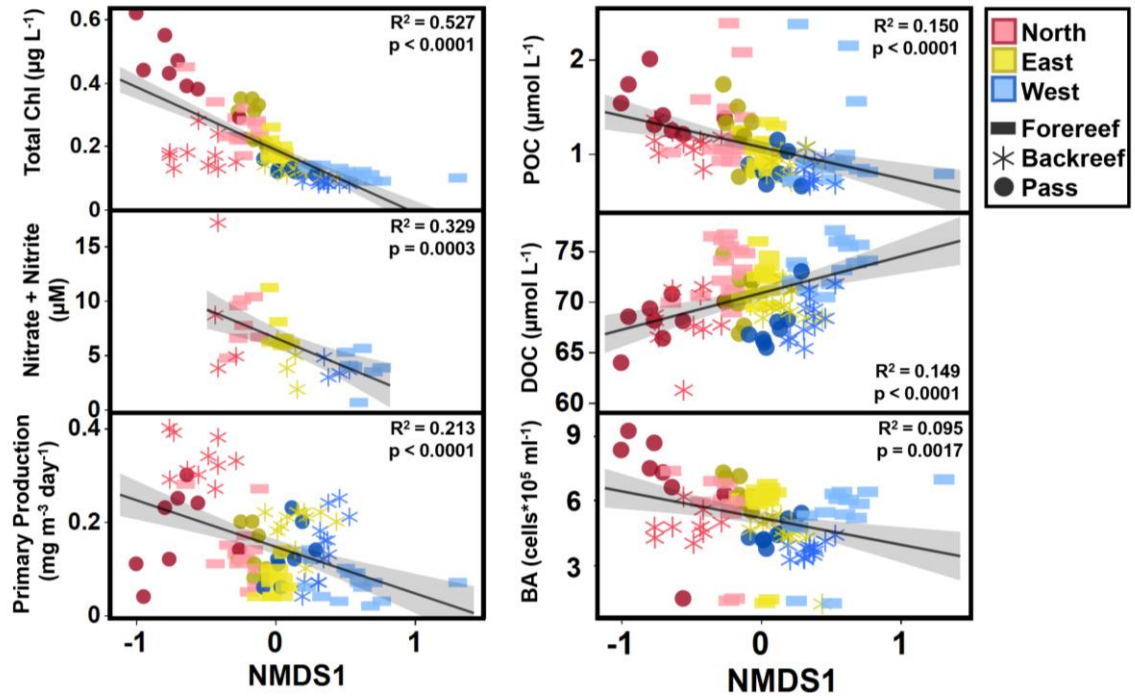 Total Chl (µg L⁻¹)
0.6
0.4
0.2
0
R² = 0.527
p < 0.0001
Nitrate + Nitrite
(µM)
15
10
5
0
R² = 0.329
p = 0.0003
Primary Production
(mg m⁻³ day⁻¹)
0.4
0.2
0
R² = 0.213
p < 0.0001
-1
0
1
NMDS1
POC (µmol L⁻¹)
2
1
R² = 0.150
p < 0.0001
DOC (µmol L⁻¹)
75
70
65
60
R² = 0.149
p < 0.0001
BA (cells*10⁵ ml⁻¹)
9
6
3
R² = 0.095
p = 0.0017
-1
0
1
NMDS1
North
East
West
Forereef
Backreef
Pass